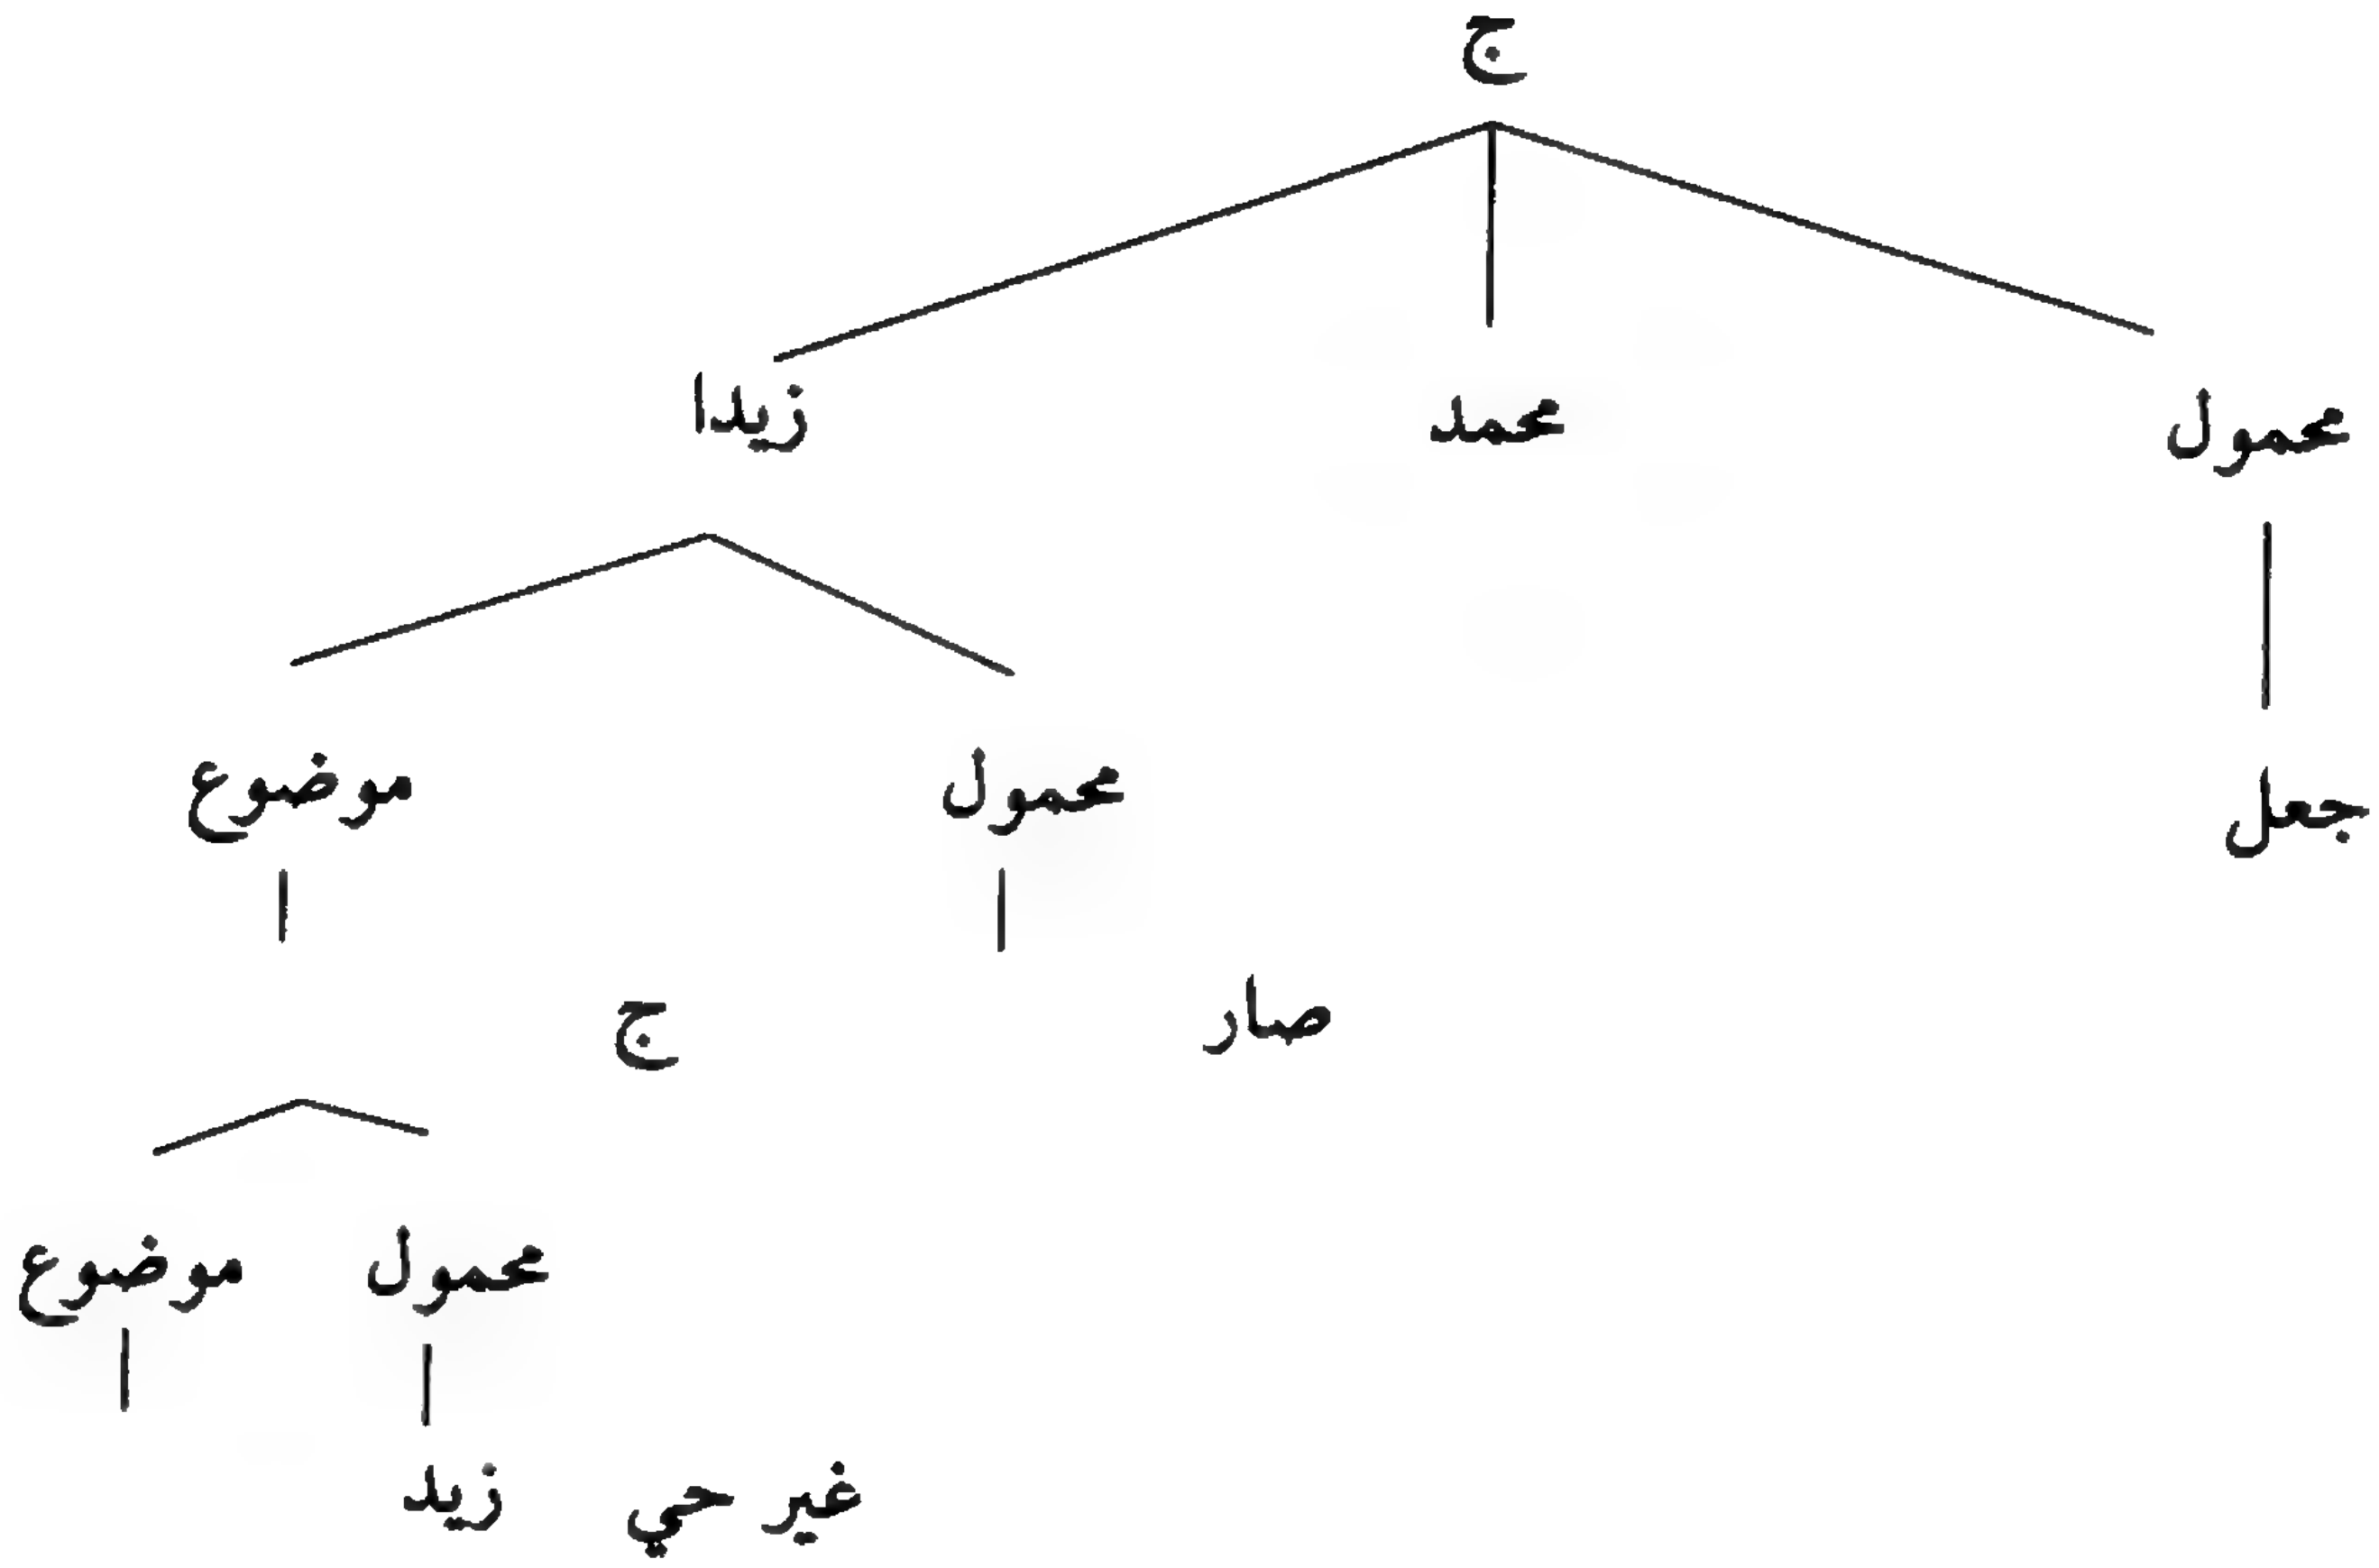 ج
محمول محمد زيدا
جعل محمول موضوع
صار ج
محمول موضوع
غير حي زيد